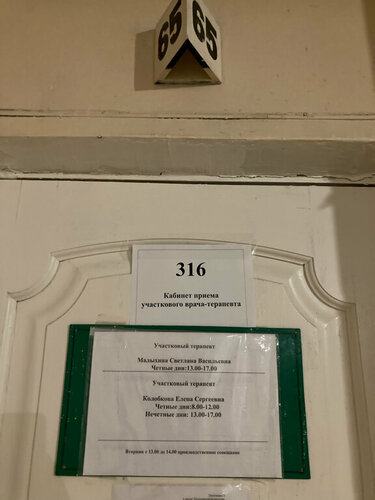 65 65
316
Кабинет приема
участкового врача-терапевта
Участковый терапевт
Малыхина Светлана Васильевна
Четные дни:13.00-17.00
Участковый терапевт
Колобкова Елена Сергеевна
Четные дни:8.00-12.00
Нечетные дни: 13.00-17.00
Вторник с 13.00 до 14.00 производственное совещание